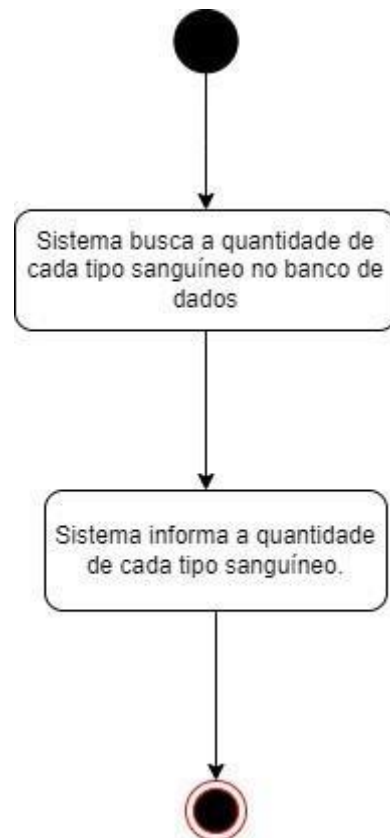 Sistema busca a quantidade de
cada tipo sanguíneo no banco de
dados
Sistema informa a quantidade
de cada tipo sanguíneo.